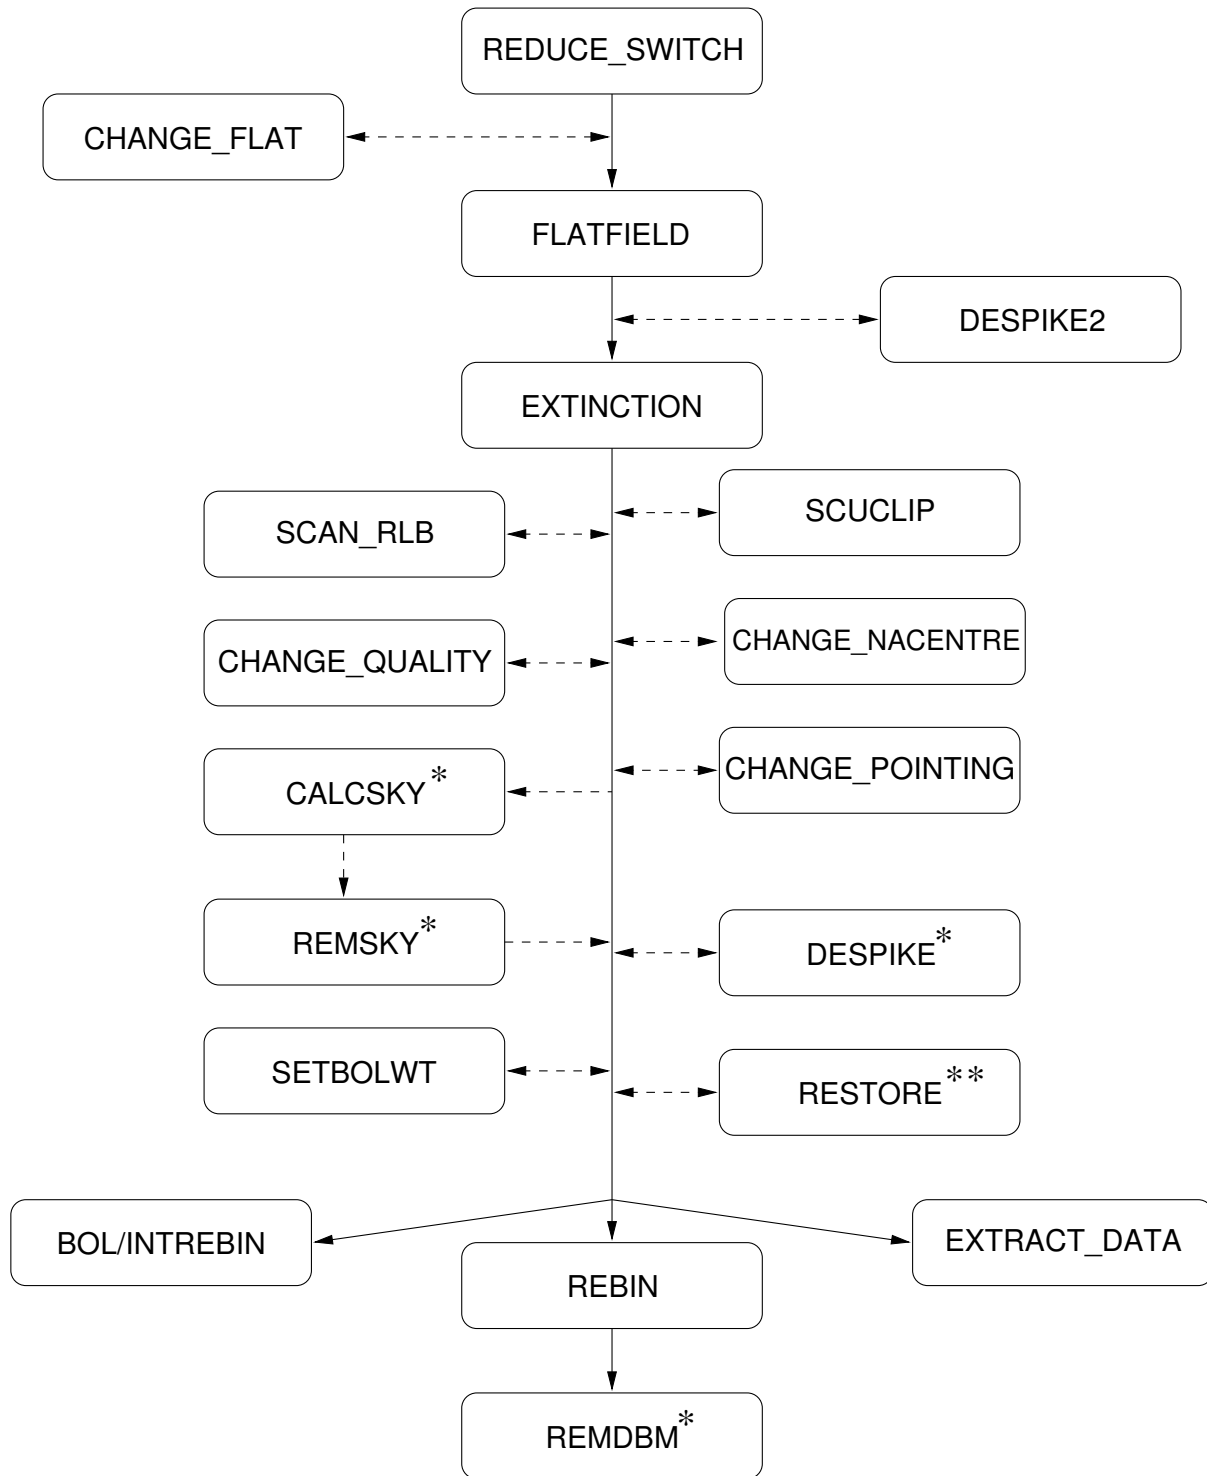 REDUCE_SWITCH
CHANGE_FLAT
FLATFIELD
DESPIKE2
EXTINCTION
SCUCLIP
SCAN_RLB
CHANGE_NACENTRE
CHANGE_QUALITY
CHANGE_POINTING
CALCSKY*
REMSKY*
DESPIKE*
SETBOLWT
RESTORE**
BOL/INTREBIN
EXTRACT_DATA
REBIN
REMDBM*